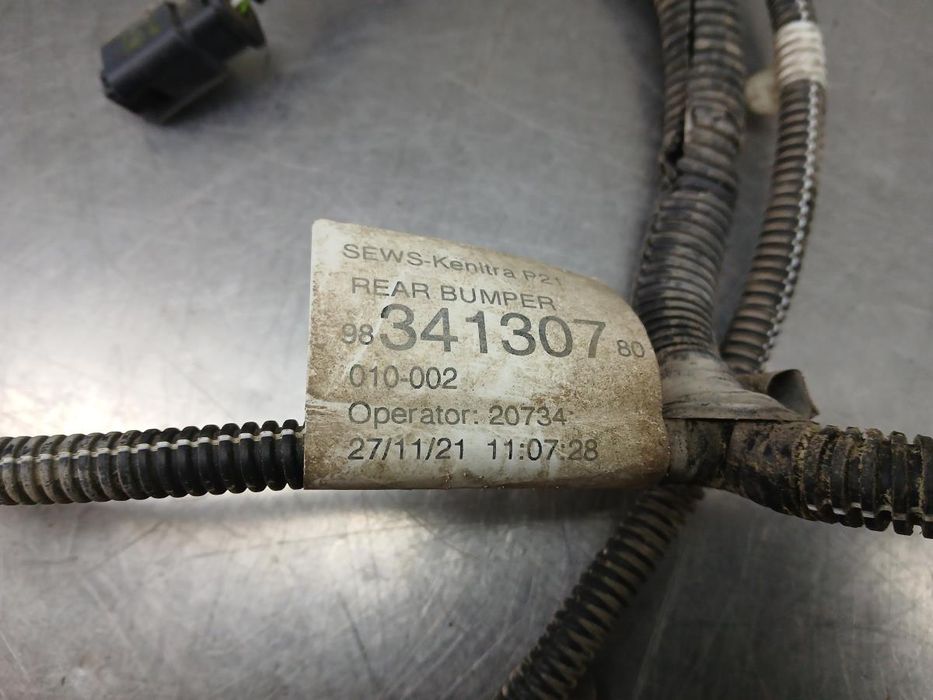 SEWS-Kenitra P21
REAR BUMPER
98 341307 80
010-002
Operator: 20734
27/11/21 11:07:28